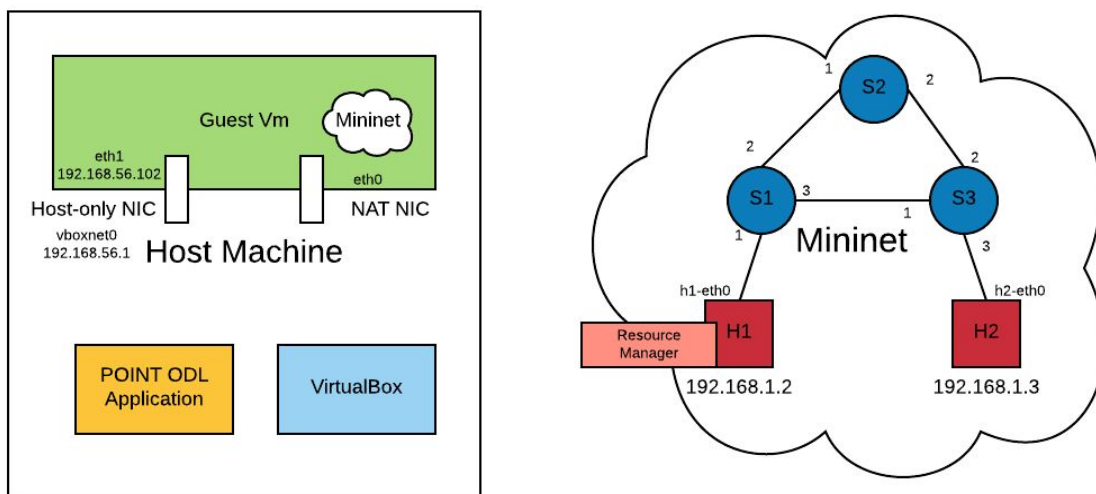 Guest Vm
Mininet
eth1
192.168.56.102
eth0
Host-only NIC
NAT NIC
vboxnet0
192.168.56.1
Host Machine
POINT ODL
Application
VirtualBox
S2
1
2
2
2
S1
3
S3
1
1
Mininet
3
h1-eth0
h2-eth0
Resource
Manager
H1
H2
192.168.1.2
192.168.1.3